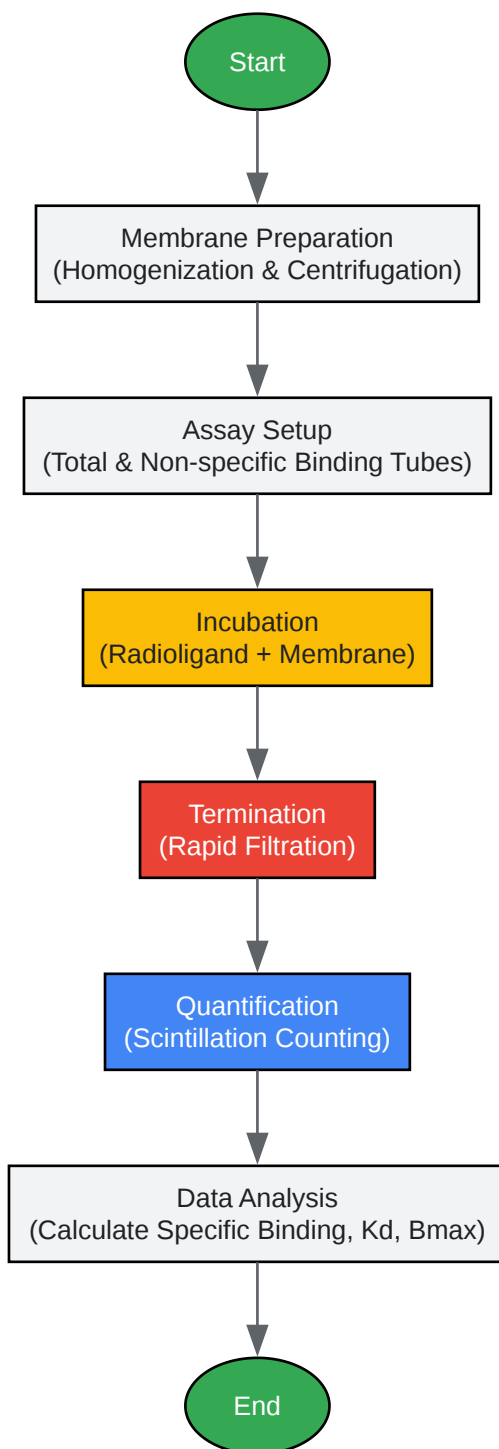 Start
Membrane Preparation
(Homogenization & Centrifugation)
Assay Setup
(Total & Non-specific Binding Tubes)
Incubation
(Radioligand + Membrane)
Termination
(Rapid Filtration)
Quantification
(Scintillation Counting)
Data Analysis
(Calculate Specific Binding, Kd, Bmax)
End